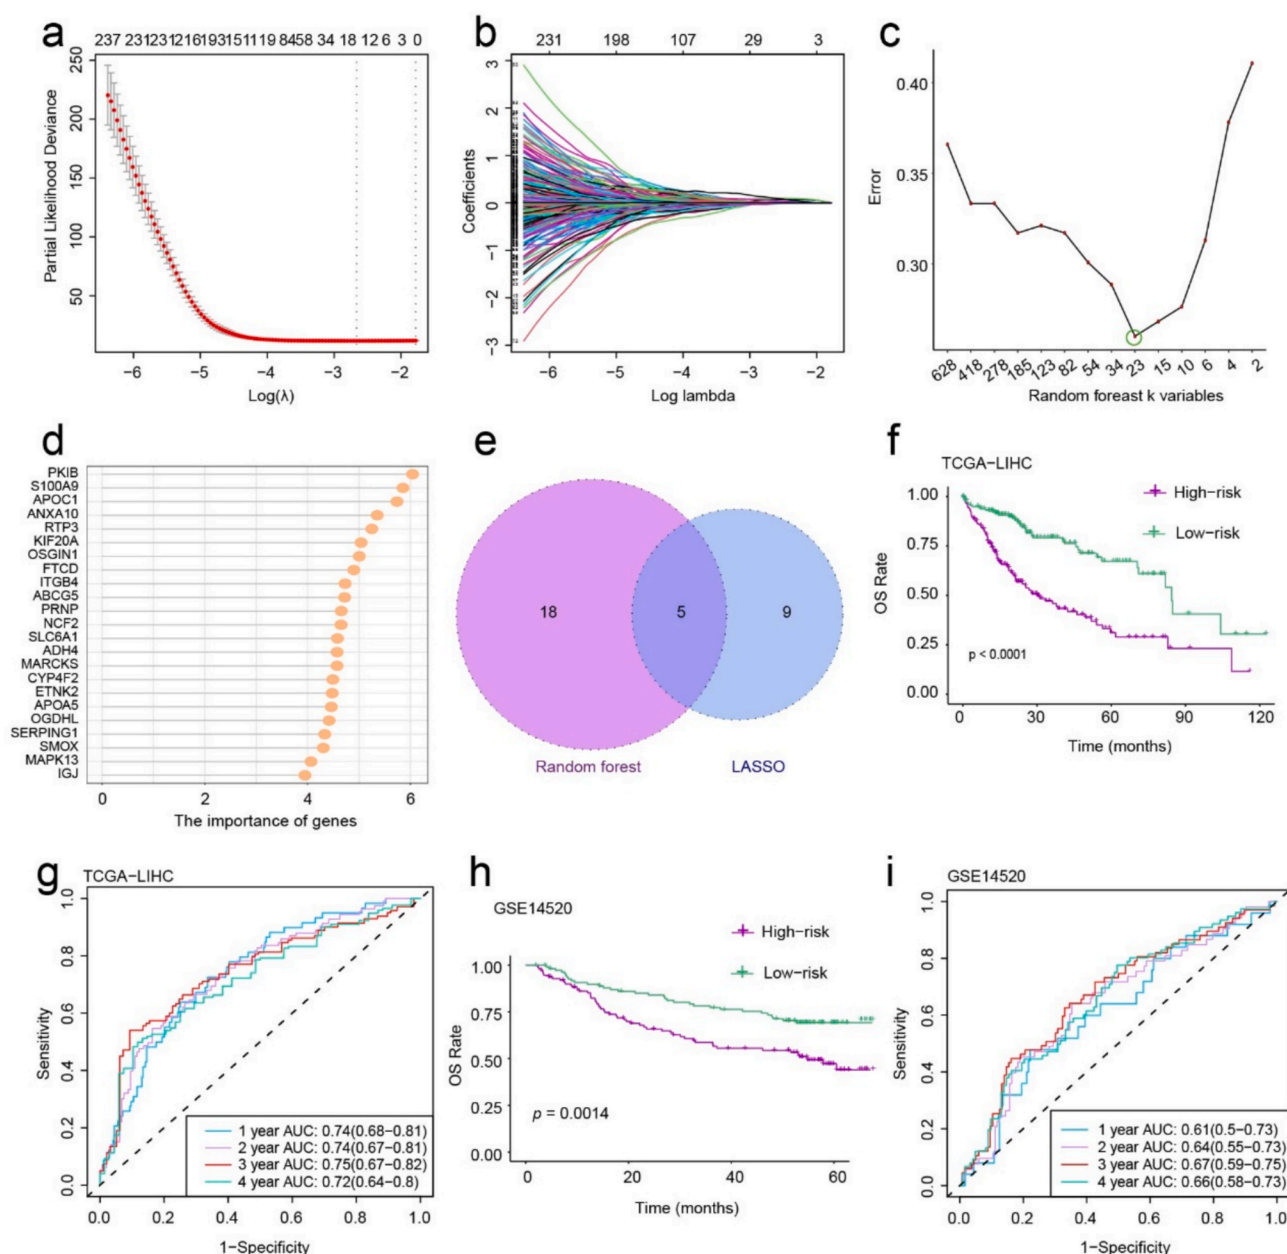 a
237 231231216193151119 8458 34 18 12 6 3 0
Partial Likelihood Deviance
250
200
150
100
50
−6 −5 −4 −3 −2
Log(λ)
b
231 198 107 29 3
Coefficients
3
2
1
0
−1
−2
−3
−6 −5 −4 −3 −2
Log lambda
c
Error
0.40
0.35
0.30
628 418 278 185 123 82 54 34 23 15 10 6 4 2
Random foreast k variables
d
PKIB
S100A9
APOC1
ANXA10
RTP3
KIF20A
OSGIN1
FTCD
ITGB4
ABCG5
PRNP
NCF2
SLC6A1
ADH4
MARCKS
CYP4F2
ETNK2
APOA5
OGDHL
SERPING1
SMOX
MAPK13
IGJ
0 2 4 6
The importance of genes
e
18 5 9
Random forest
LASSO
f
TCGA−LIHC
High−risk
Low−risk
OS Rate
1.00
0.75
0.50
0.25
0.00
p < 0.0001
0 30 60 90 120
Time (months)
g
TCGA−LIHC
Sensitivity
1.0
0.8
0.6
0.4
0.2
0.0
1 year AUC: 0.74(0.68−0.81)
2 year AUC: 0.74(0.67−0.81)
3 year AUC: 0.75(0.67−0.82)
4 year AUC: 0.72(0.64−0.8)
0.0 0.2 0.4 0.6 0.8 1.0
1−Specificity
h
GSE14520
High−risk
Low−risk
OS Rate
1.00
0.75
0.50
0.25
0.00
p = 0.0014
0 20 40 60
Time (months)
i
GSE14520
Sensitivity
1.0
0.8
0.6
0.4
0.2
0.0
1 year AUC: 0.61(0.5−0.73)
2 year AUC: 0.64(0.55−0.73)
3 year AUC: 0.67(0.59−0.75)
4 year AUC: 0.66(0.58−0.73)
0.0 0.2 0.4 0.6 0.8 1.0
1−Specificity